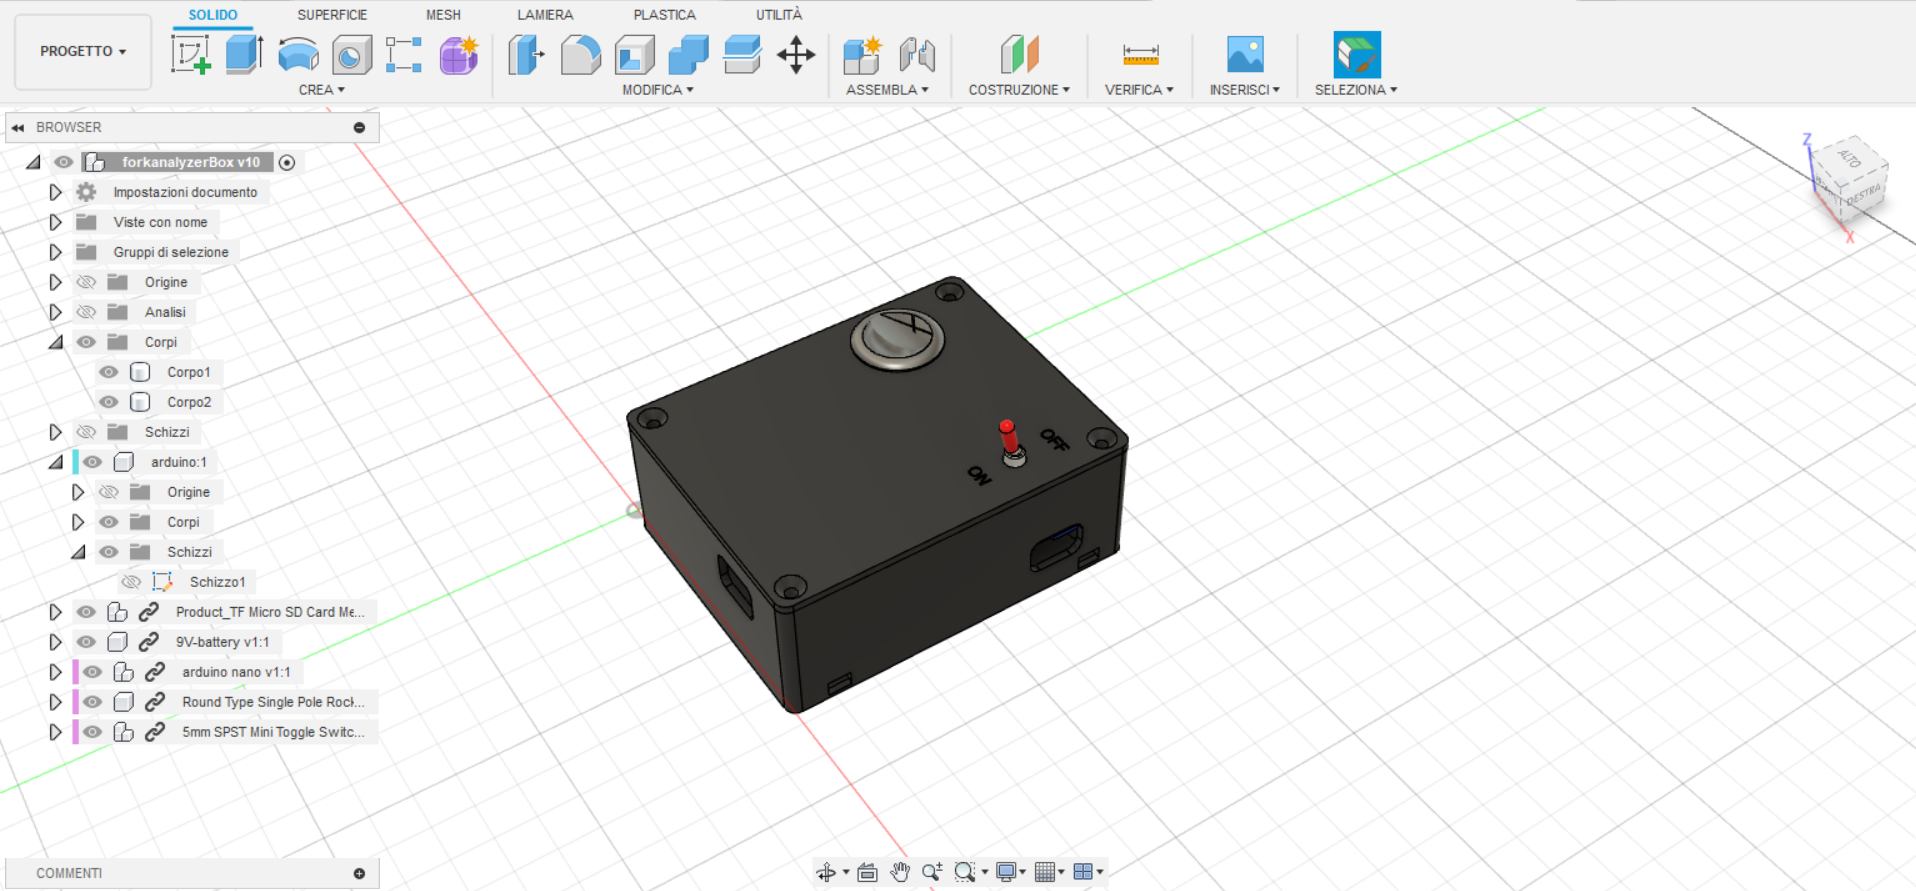 SOLIDO SUPERFICIE MESH LAMIERA PLASTICA UTILITÀ
PROGETTO
CREA MODIFICA ASSEMBLA COSTRUZIONE VERIFICA INSERISCI SELEZIONA
BROWSER
forkanalyzerBox v10
Impostazioni documento
Viste con nome
Gruppi di selezione
Origine
Analisi
Corpi
Corpo1
Corpo2
Schizzi
arduino:1
Origine
Corpi
Schizzi
Schizzo1
Product_TF Micro SD Card Me...
9V-battery v1:1
arduino nano v1:1
Round Type Single Pole Rock...
5mm SPST Mini Toggle Switc...
COMMENTI
OFF
ON
Z
ALTO
DESTRA
X